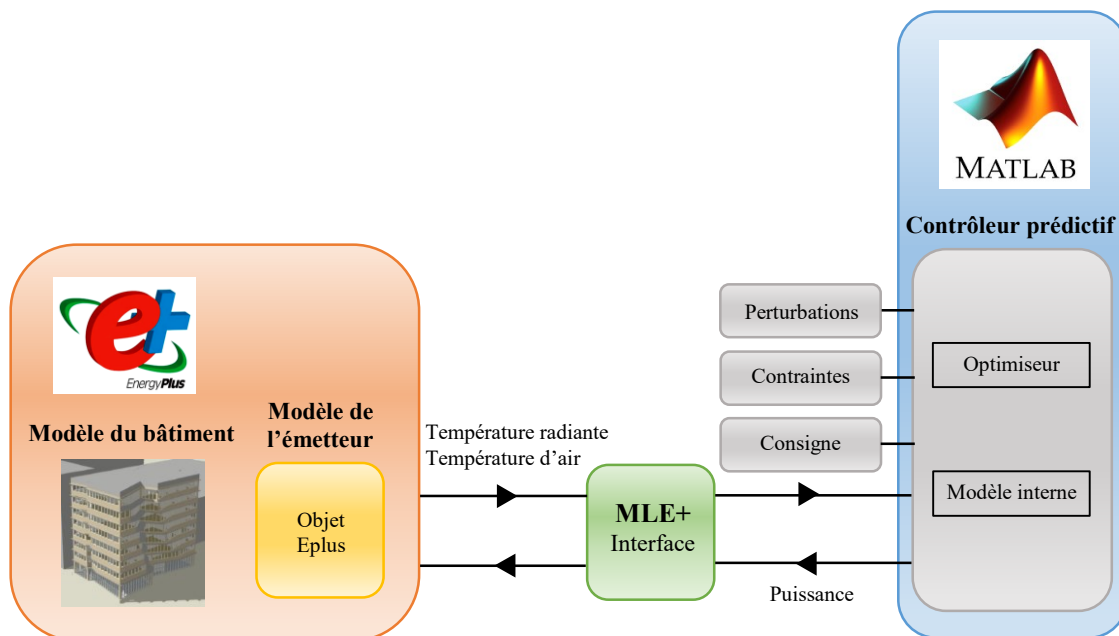 MATLAB
Contrôleur prédictif
e+
EnergyPlus
Modèle du bâtiment
Modèle de
l'émetteur
Objet
Eplus
Température radiante
Température d'air
MLE+
Interface
Perturbations
Contraintes
Consigne
Puissance
Optimiseur
Modèle interne